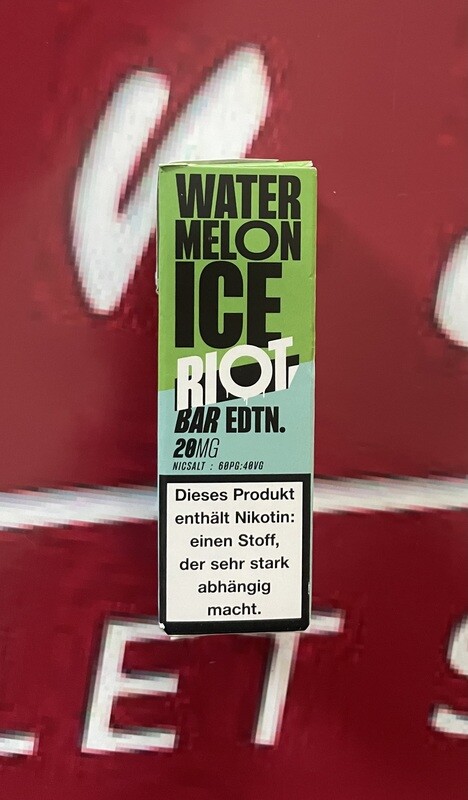 WATER
MELON
ICE
RIOT
BAR EDTN.
20MG
NICSALT : 60PG:40VG
Dieses Produkt
enthält Nikotin:
einen Stoff,
der sehr stark
abhängig
macht.
ETS